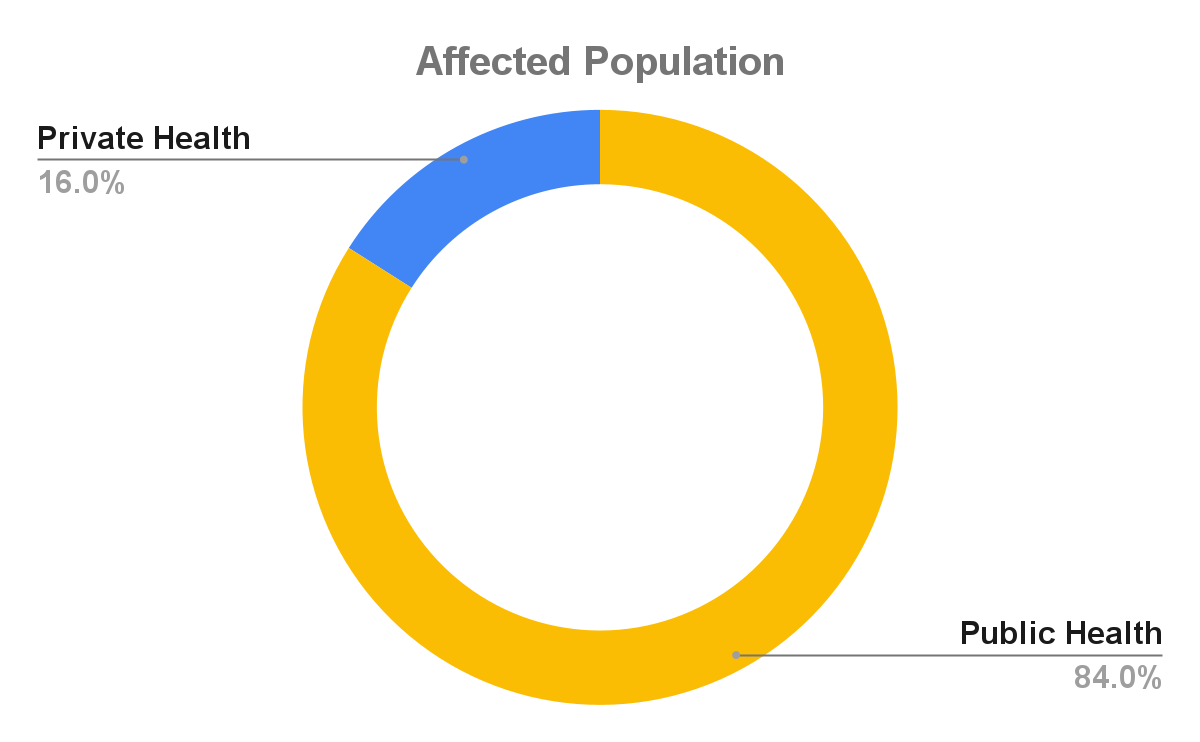 Affected Population
Private Health
16.0%
Public Health
84.0%